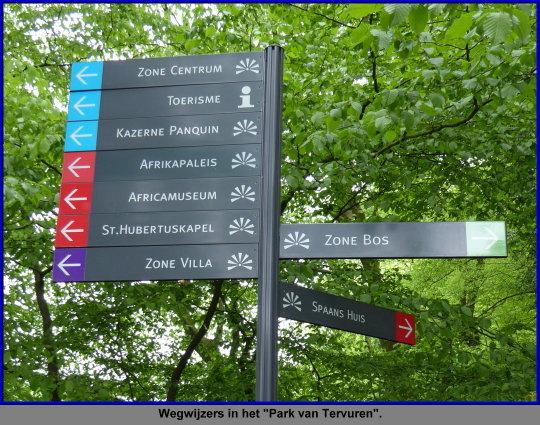 Zone Centrum
Toerisme
Kazerne Panquin
Afrikapaleis
Africamuseum
St.Hubertuskapel
Zone Villa
Zone Bos
Spaans Huis
Wegwijzers in het "Park van Tervuren".